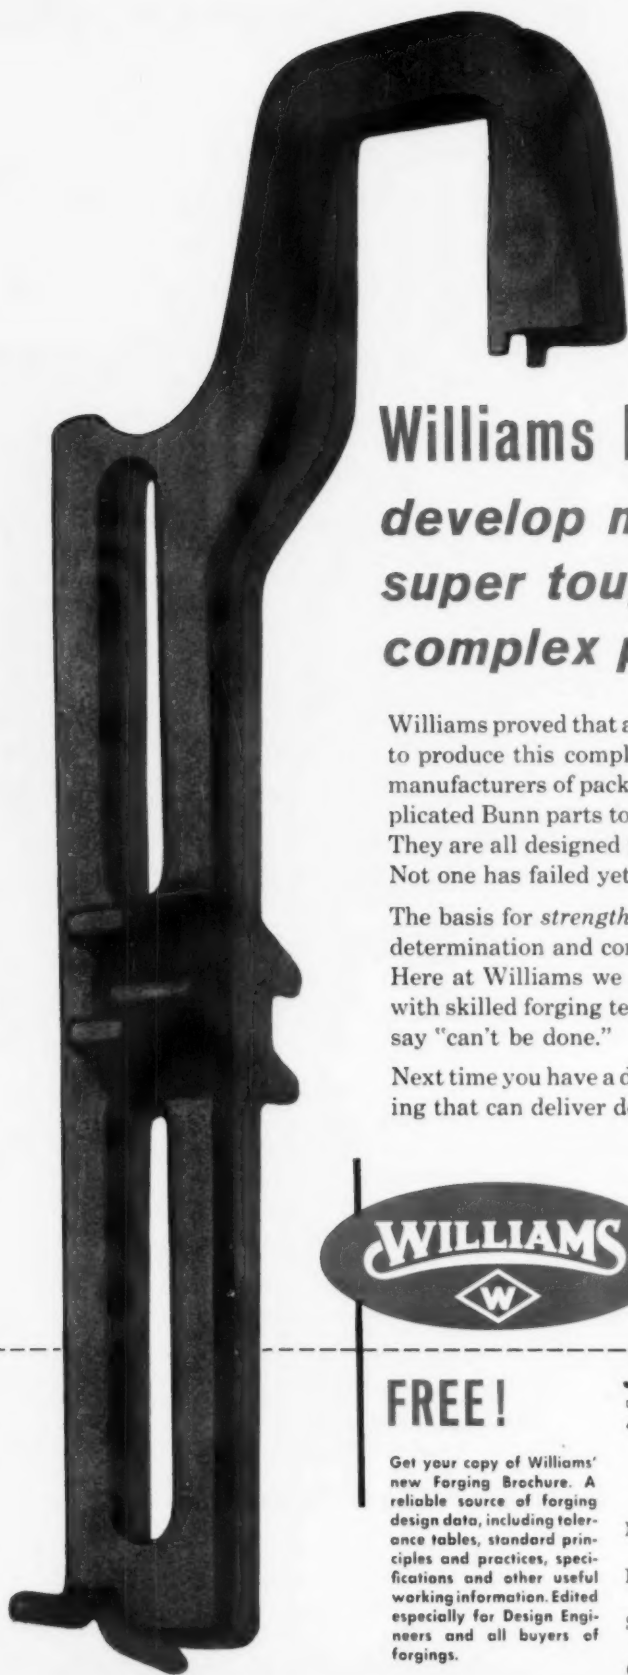 Williams
develop
super
complex
Williams proved that a
to produce this compl
manufacturers of pack
plicated Bunn parts to
They are all designed
Not one has failed yet
The basis for strength
determination and con
Here at Williams we
with skilled forging te
say "can't be done."
Next time you have a d
ing that can deliver de
WILLIAMS
W
FREE!
Get your copy of Williams'
new Forging Brochure. A
reliable source of forging
design data, including toler-
ance tables, standard prin-
ciples and practices, speci-
fications and other useful
working information. Edited
especially for Design Engi-
neers and all buyers of
forgings.